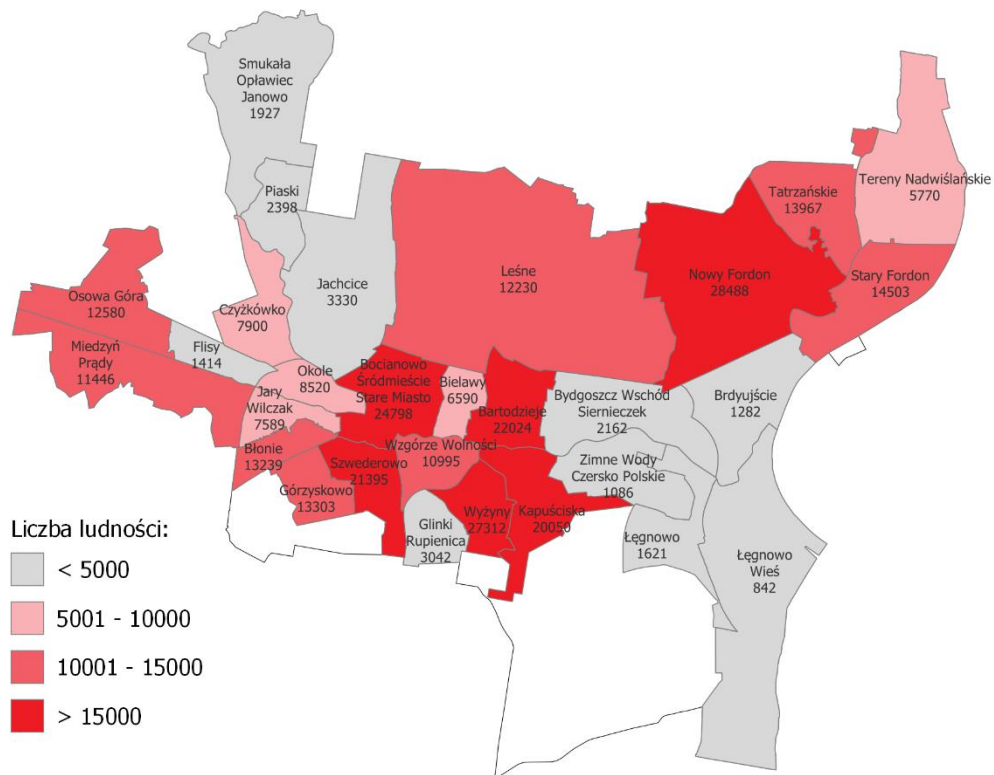 Smukała
Opławiec
Janowo
1927
Piaski
2398
Tereny Nadwiślańskie
5770
Tatrzańskie
13967
Jachcice
3330
Leśne
12230
Nowy Fordon
28488
Stary Fordon
14503
Osowa Góra
12580
Czyżkówko
7900
Miedzyń
Prądy
11446
Flisy
1414
Okole
8520
Bocianowo
Śródmieście
Stare Miasto
24798
Bielawy
6590
Bartodzieje
22024
Bydgoszcz Wschód
Siernieczek
2162
Brdyujście
1282
Jary
Wilczak
7589
Błonie
13239
Szwederowo
21395
Wzgórze Wolności
10995
Zimne Wody
Czersko Polskie
1086
Górzyskowo
13303
Glinki
Rupienica
3042
Wyżyny
27312
Kapuściska
20050
Łęgnowo
1621
Łęgnowo
Wieś
842
Liczba ludności:
< 5000
5001 - 10000
10001 - 15000
> 15000